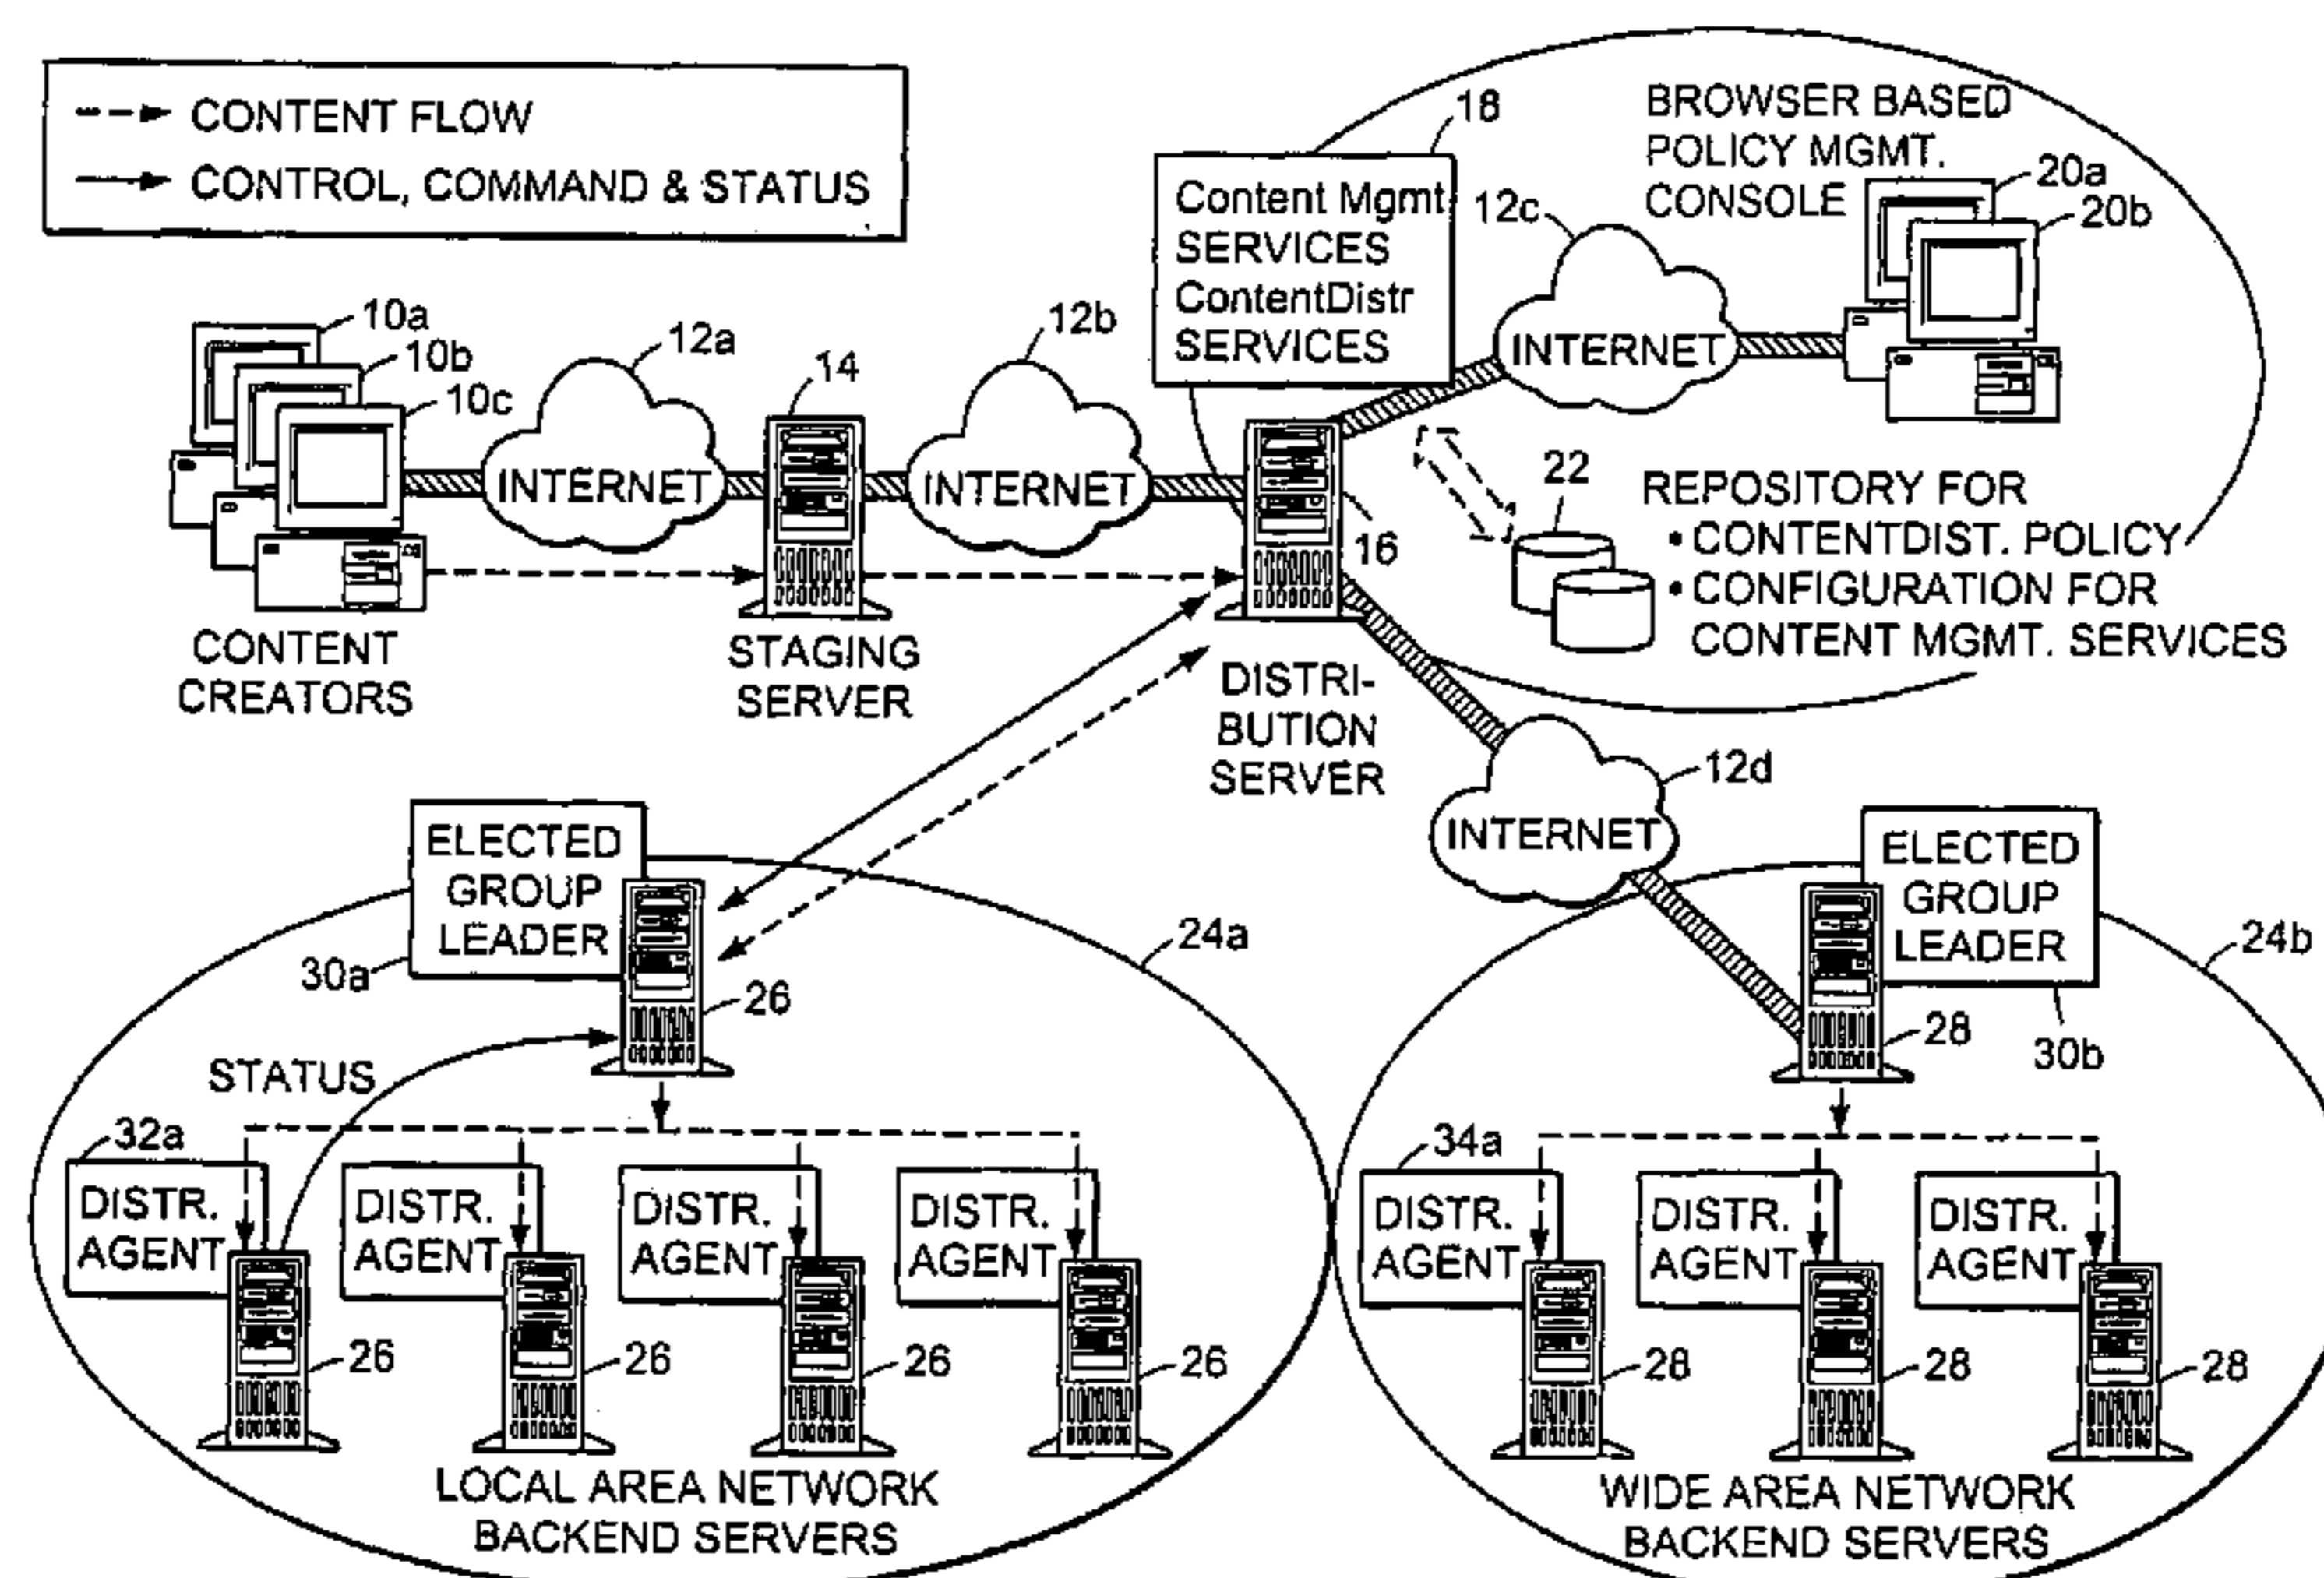 CONTENT FLOW
CONTROL, COMMAND & STATUS
18
Content Mgmt
SERVICES
ContentDistr
SERVICES
BROWSER BASED
POLICY MGMT.
CONSOLE
20a
20b
12c
INTERNET
10a
10b
10c
12a
INTERNET
14
12b
INTERNET
16
22
REPOSITORY FOR
• CONTENTDIST. POLICY
• CONFIGURATION FOR
CONTENT MGMT. SERVICES
CONTENT
CREATORS
STAGING
SERVER
DISTRI-
BUTION
SERVER
12d
INTERNET
ELECTED
GROUP
LEADER
30a
26
24a
ELECTED
GROUP
LEADER
24b
28
30b
STATUS
32a
DISTR.
AGENT
DISTR.
AGENT
DISTR.
AGENT
DISTR.
AGENT
26
26
26
26
LOCAL AREA NETWORK
BACKEND SERVERS
34a
DISTR.
AGENT
DISTR.
AGENT
DISTR.
AGENT
28
28
28
WIDE AREA NETWORK
BACKEND SERVERS